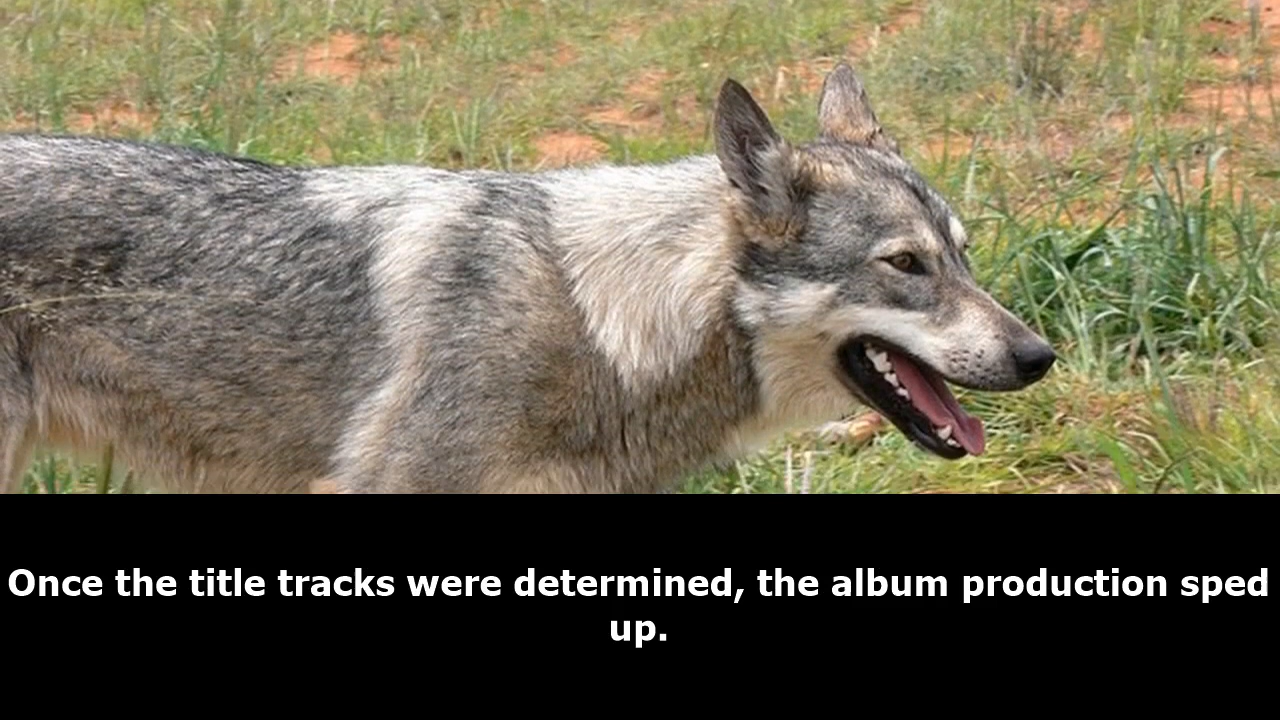 Once the title tracks were determined, the album production sped
up.